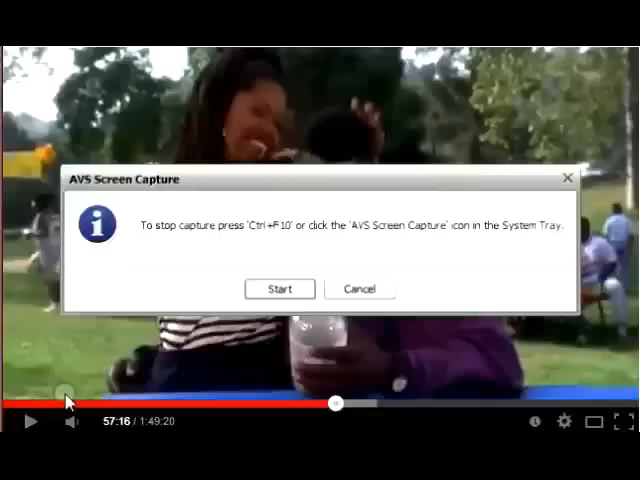 AVS Screen Capture
To stop capture press 'Ctrl+F10' or click the 'AVS Screen Capture' icon in the System Tray.
Start Cancel
57:16 / 1:49:20